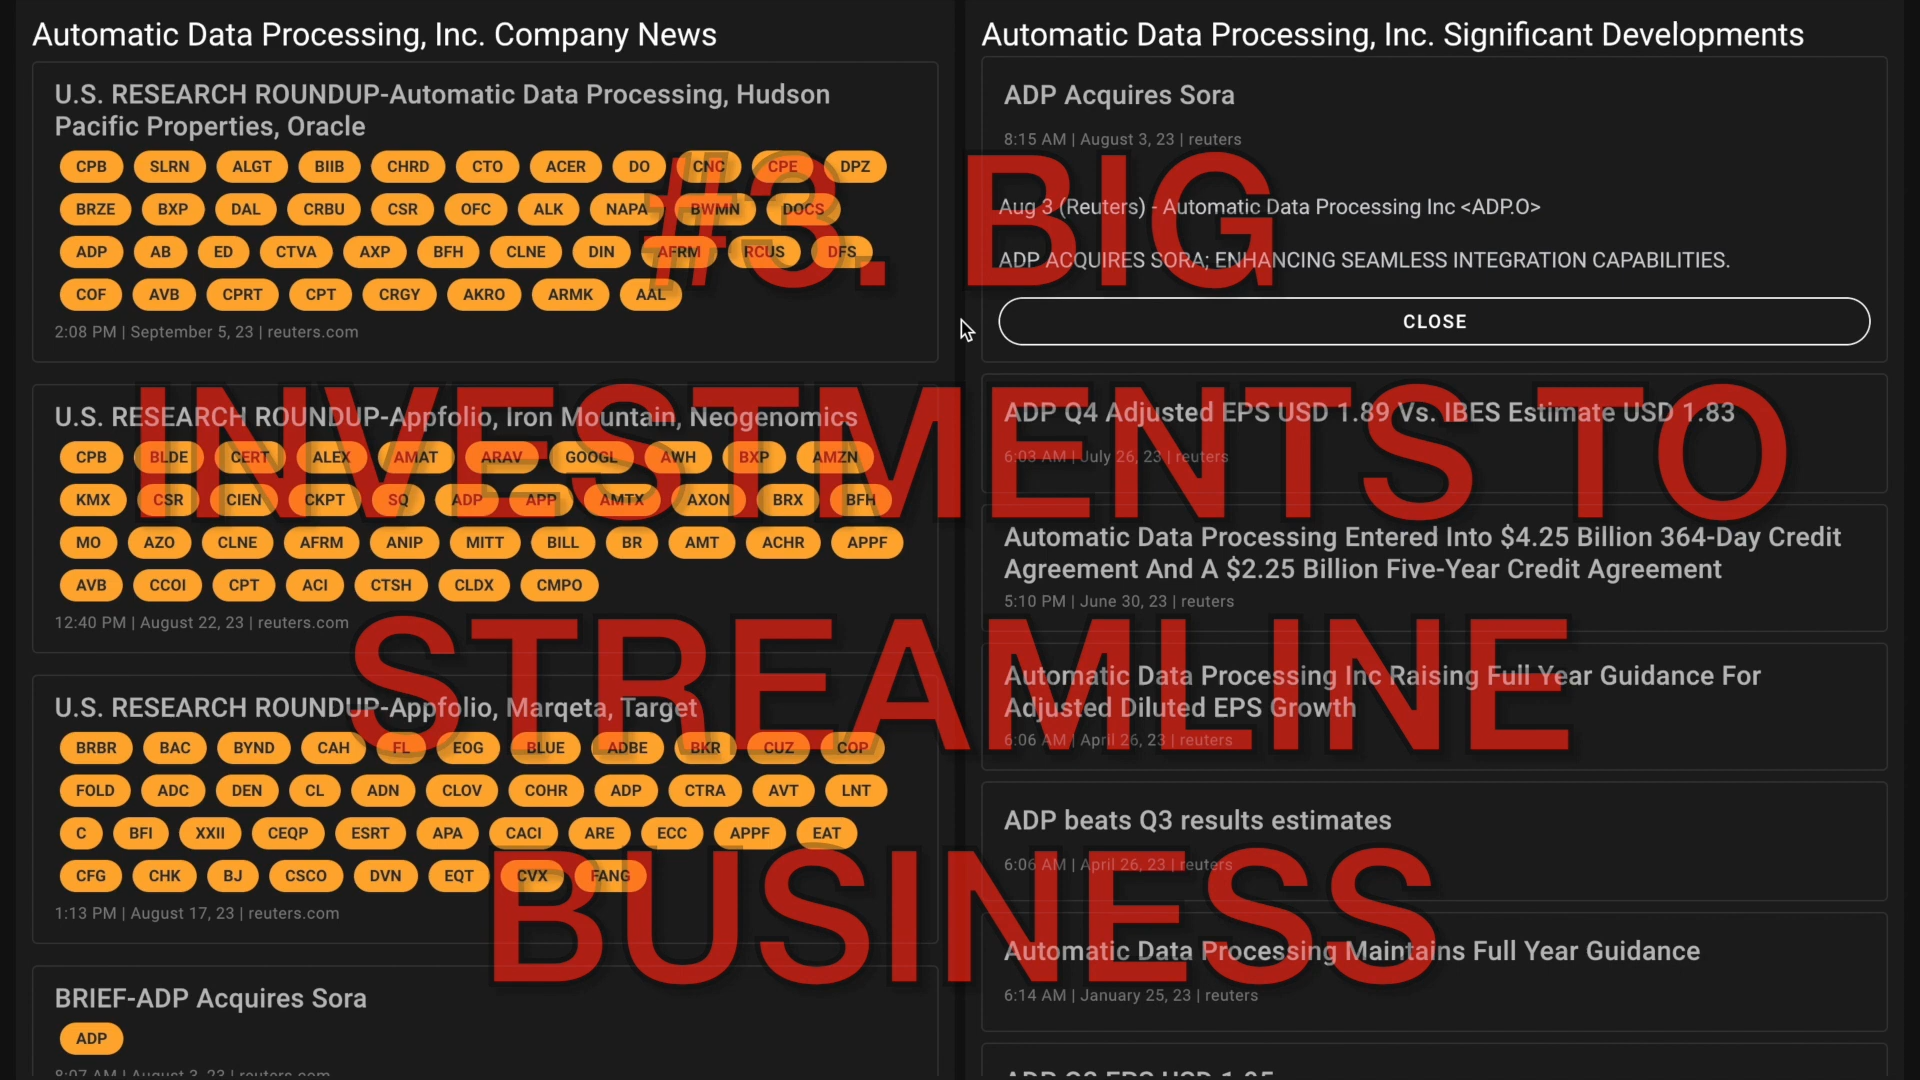 Automatic Data Processing, Inc. Company News
U.S. RESEARCH ROUNDUP-Automatic Data Processing, Hudson
Pacific Properties, Oracle
CPB SLRN ALGT BIIB CHRD CTO ACER DO CNC CPE DPZ
BRZE BXP DAL CRBU CSR OFC ALK NAPA BWMN DOCS
ADP AB ED CTVA AXP BFH CLNE DIN AFRM RCUS DFS
COF AVB CPRT CPT CRGY AKRO ARMK AAL
2:08 PM | September 5, 23 | reuters.com
U.S. RESEARCH ROUNDUP-Appfolio, Iron Mountain, Neogenomics
CPB BLDE CERT ALEX AMAT ARAV GOOGL AWH BXP AMZN
KMX CSR CIEN CKPT SQ ADP APP AMTX AXON BRX BFH
MO AZO CLNE AFRM ANIP MITT BILL BR AMT ACHR APPF
AVB CCOI CPT ACI CTSH CLDX CMPO
12:40 PM | August 22, 23 | reuters.com
U.S. RESEARCH ROUNDUP-Appfolio, Marqeta, Target
BRBR BAC BYND CAH FL EOG BLUE ADBE BKR CUZ COP
FOLD ADC DEN CL ADN CLOV COHR ADP CTRA AVT LNT
C BFI XXII CEQP ESRT APA CACI ARE ECC APPF EAT
CFG CHK BJ CSCO DVN EQT CVX FANG
1:13 PM | August 17, 23 | reuters.com
BRIEF-ADP Acquires Sora
ADP
8:07 AM | August 3, 23 | reuters.com
Automatic Data Processing, Inc. Significant Developments
ADP Acquires Sora
8:15 AM | August 3, 23 | reuters
Aug 3 (Reuters) - Automatic Data Processing Inc <ADP.O>
ADP ACQUIRES SORA; ENHANCING SEAMLESS INTEGRATION CAPABILITIES.
CLOSE
ADP Q4 Adjusted EPS USD 1.89 Vs. IBES Estimate USD 1.83
6:03 AM | July 26, 23 | reuters
Automatic Data Processing Entered Into $4.25 Billion 364-Day Credit
Agreement And A $2.25 Billion Five-Year Credit Agreement
5:10 PM | June 30, 23 | reuters
Automatic Data Processing Inc Raising Full Year Guidance For
Adjusted Diluted EPS Growth
6:06 AM | April 26, 23 | reuters
ADP beats Q3 results estimates
6:06 AM | April 26, 23 | reuters
Automatic Data Processing Maintains Full Year Guidance
6:14 AM | January 25, 23 | reuters
#3. BIG
INVESTMENTS TO
STREAMLINE
BUSINESS